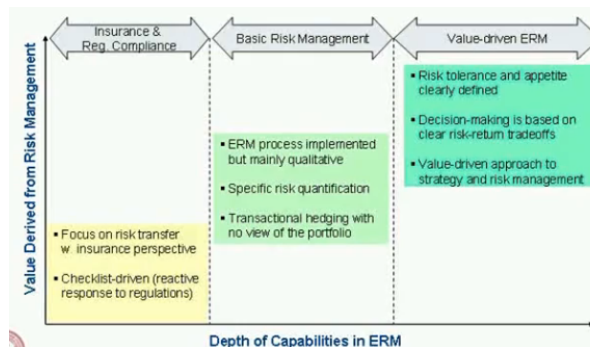 Insurance &
Reg. Compliance
Basic Risk Management
Value-driven ERM
Value Derived from Risk Management
▪ Risk tolerance and appetite
clearly defined
▪ Decision-making is based on
clear risk-return tradeoffs
▪ Value-driven approach to
strategy and risk management
▪ ERM process implemented
but mainly qualitative
▪ Specific risk quantification
▪ Transactional hedging with
no view of the portfolio
▪ Focus on risk transfer
w. insurance perspective
▪ Checklist-driven (reactive
response to regulations)
Depth of Capabilities in ERM